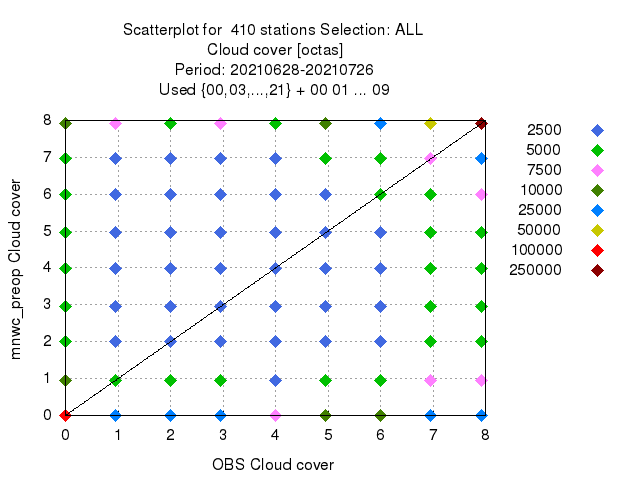 Scatterplot for  410 stations Selection: ALL
Cloud cover [octas]
Period: 20210628-20210726
Used {00,03,...,21} + 00 01 ... 09
8
7
6
5
4
3
2
1
0
mnwc_preop Cloud cover
0 1 2 3 4 5 6 7 8
OBS Cloud cover
2500
5000
7500
10000
25000
50000
100000
250000